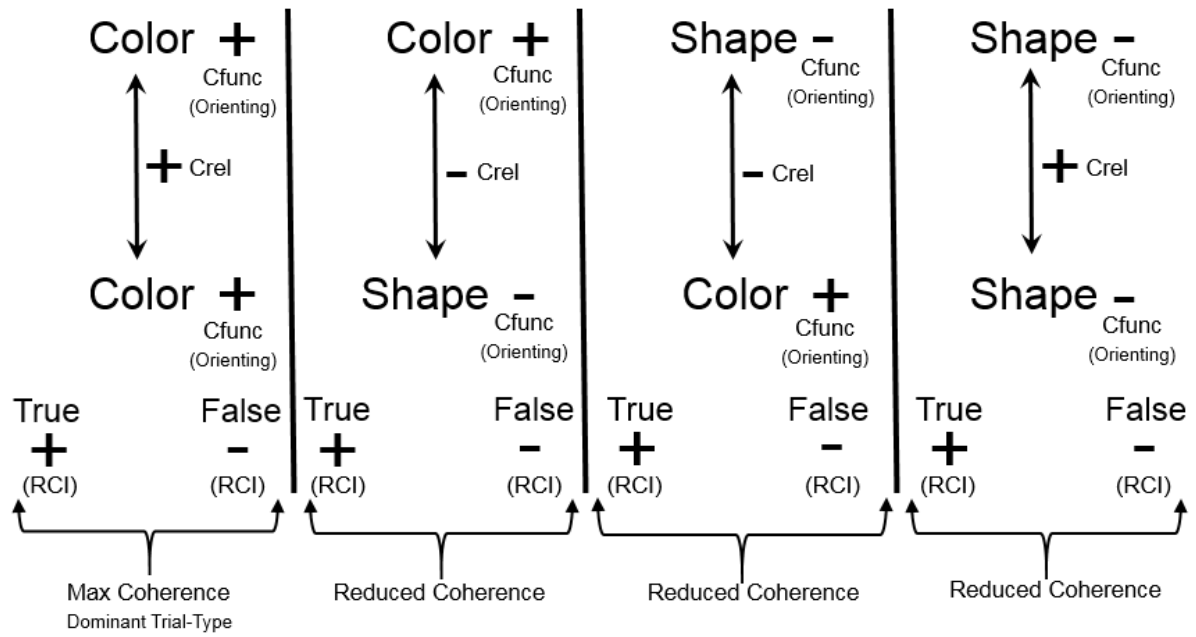 Color +
Cfunc
(Orienting)
+ Crel
Color +
Cfunc
(Orienting)
True False
+ -
(RCI) (RCI)
Max Coherence
Dominant Trial-Type
Color +
Cfunc
(Orienting)
- Crel
Shape -
Cfunc
(Orienting)
True False
+ -
(RCI) (RCI)
Reduced Coherence
Shape -
Cfunc
(Orienting)
- Crel
Color +
Cfunc
(Orienting)
True False
+ -
(RCI) (RCI)
Reduced Coherence
Shape -
Cfunc
(Orienting)
+ Crel
Shape -
Cfunc
(Orienting)
True False
+ -
(RCI) (RCI)
Reduced Coherence